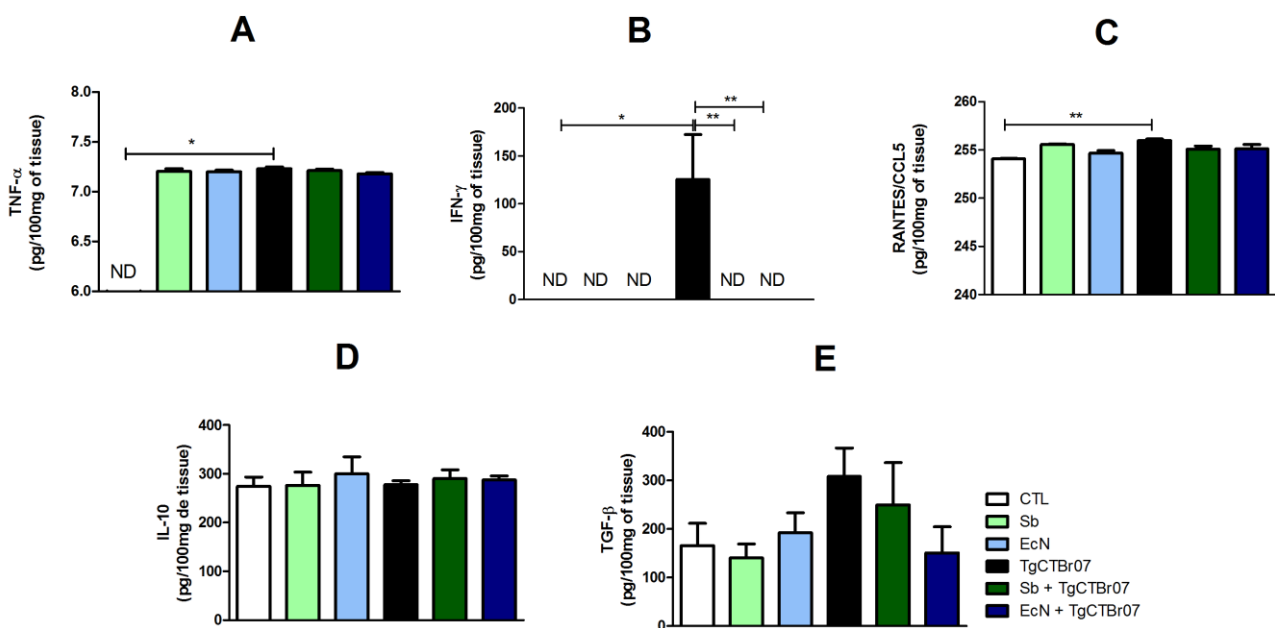 A
B
C
TNF-α
(pg/100mg of tissue)
8.0
7.5
7.0
6.5
6.0
*
ND
IFN-γ
(pg/100mg of tissue)
200
150
100
50
0
*
**
**
ND ND ND ND ND
RANTES/CCL5
(pg/100mg of tissue)
260
255
250
245
240
**
D
E
IL-10
(pg/100mg de tissue)
400
300
200
100
0
TGF-β
(pg/100mg of tissue)
400
300
200
100
0
CTL
Sb
EcN
TgCTBr07
Sb + TgCTBr07
EcN + TgCTBr07